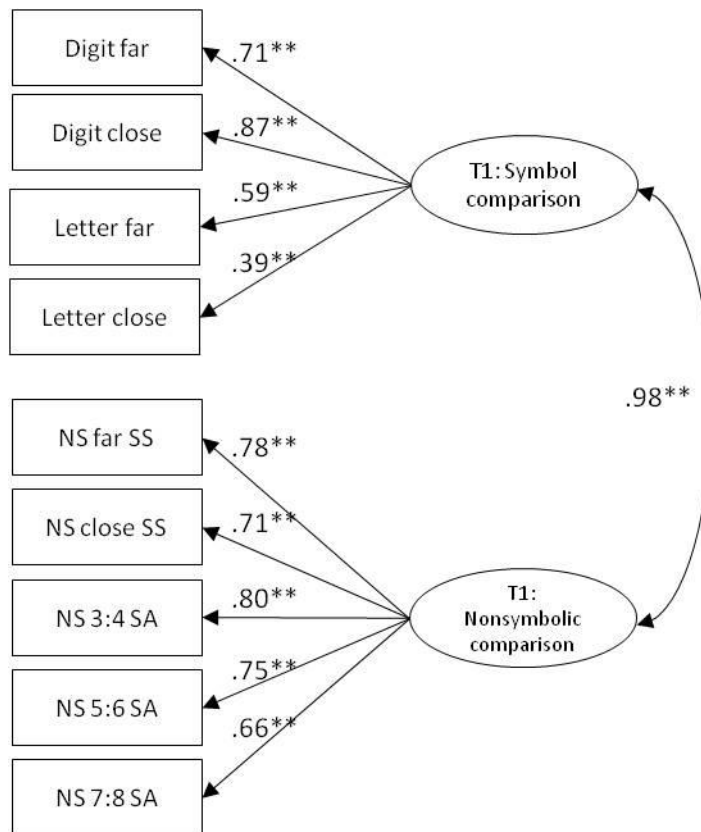 Digit far
.71**
Digit close
.87**
T1: Symbol
comparison
.59**
Letter far
.39**
Letter close
.98**
NS far SS
.78**
NS close SS
.71**
NS 3:4 SA
.80**
T1:
Nonsymbolic
comparison
NS 5:6 SA
.75**
.66**
NS 7:8 SA